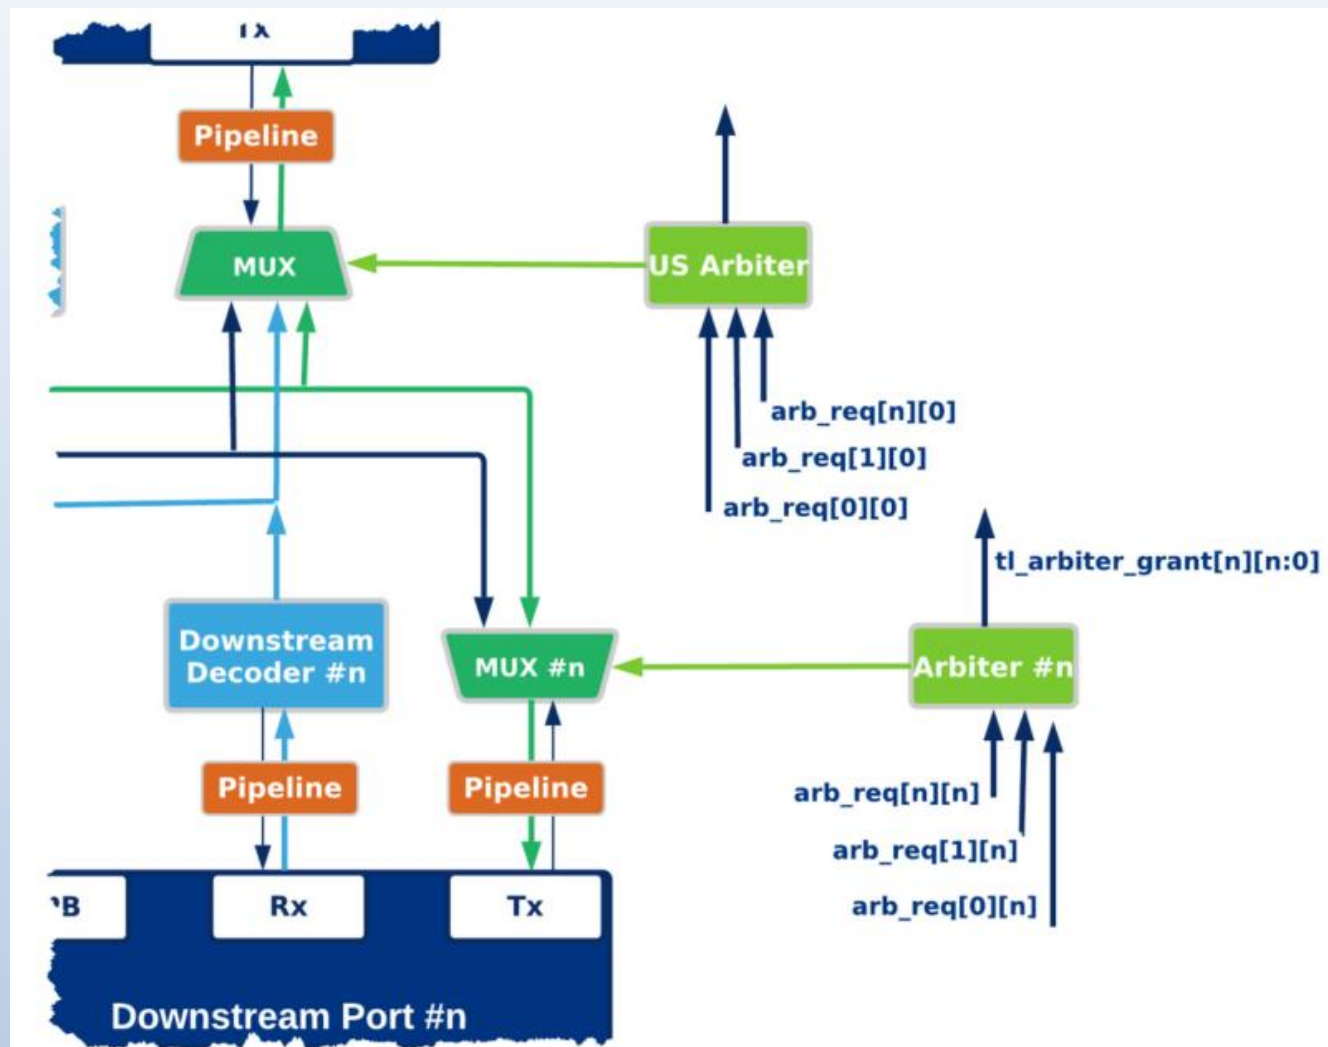 Pipeline
MUX
US Arbiter
arb_req[n][0]
arb_req[1][0]
arb_req[0][0]
tl_arbiter_grant[n][n:0]
Downstream
Decoder #n
MUX #n
Arbiter #n
Pipeline
Pipeline
arb_req[n][n]
arb_req[1][n]
arb_req[0][n]
Rx
Tx
Downstream Port #n